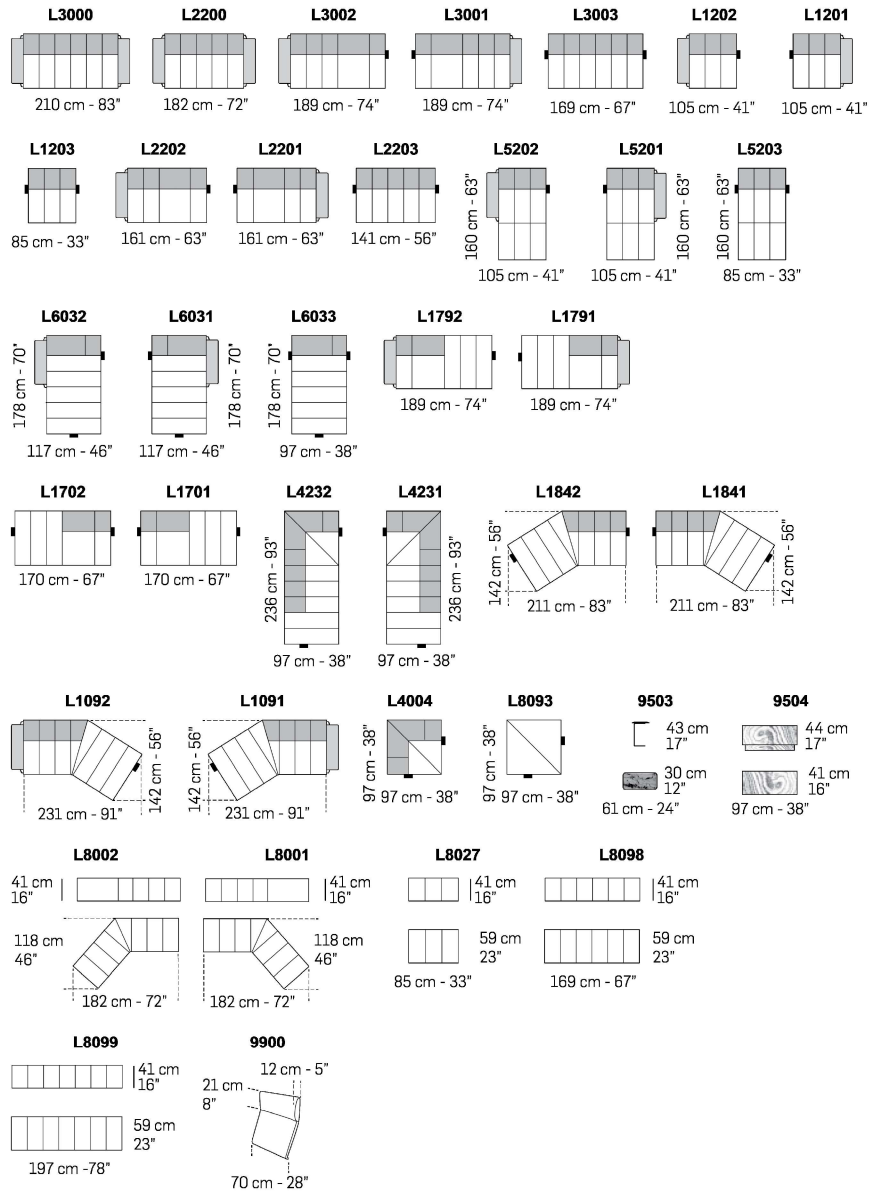 L3000 L2200 L3002 L3001 L3003 L1202 L1201
210 cm - 83" 182 cm - 72" 189 cm - 74" 189 cm - 74" 169 cm - 67" 105 cm - 41" 105 cm - 41"
L1203 L2202 L2201 L2203 L5202 L5201 L5203
160 cm - 63" 160 cm - 63" 160 cm - 63"
85 cm - 33" 161 cm - 63" 161 cm - 63" 141 cm - 56" 105 cm - 41" 105 cm - 41" 85 cm - 33"
L6032 L6031 L6033 L1792 L1791
178 cm - 70" 178 cm - 70" 178 cm - 70"
117 cm - 46" 117 cm - 46" 97 cm - 38" 189 cm - 74" 189 cm - 74"
L1702 L1701 L4232 L4231 L1842 L1841
236 cm - 93" 236 cm - 93" 142 cm - 56" 142 cm - 56"
170 cm - 67" 170 cm - 67" 97 cm - 38" 97 cm - 38" 211 cm - 83" 211 cm - 83"
L1092 L1091 L4004 L8093 9503 9504
142 cm - 56" 142 cm - 56" 97 cm - 38" 97 cm - 38"
43 cm 44 cm
17" 17"
30 cm 41 cm
12" 16"
231 cm - 91" 231 cm - 91" 97 cm - 38" 97 cm - 38" 61 cm - 24" 97 cm - 38"
L8002 L8001 L8027 L8098
41 cm 41 cm 41 cm 41 cm
16" 16" 16" 16"
118 cm 118 cm 59 cm 59 cm
46" 46" 23" 23"
182 cm - 72" 182 cm - 72" 85 cm - 33" 169 cm - 67"
L8099 9900
41 cm 12 cm - 5"
16" 21 cm
8"
59 cm
23"
197 cm -78" 70 cm - 28"